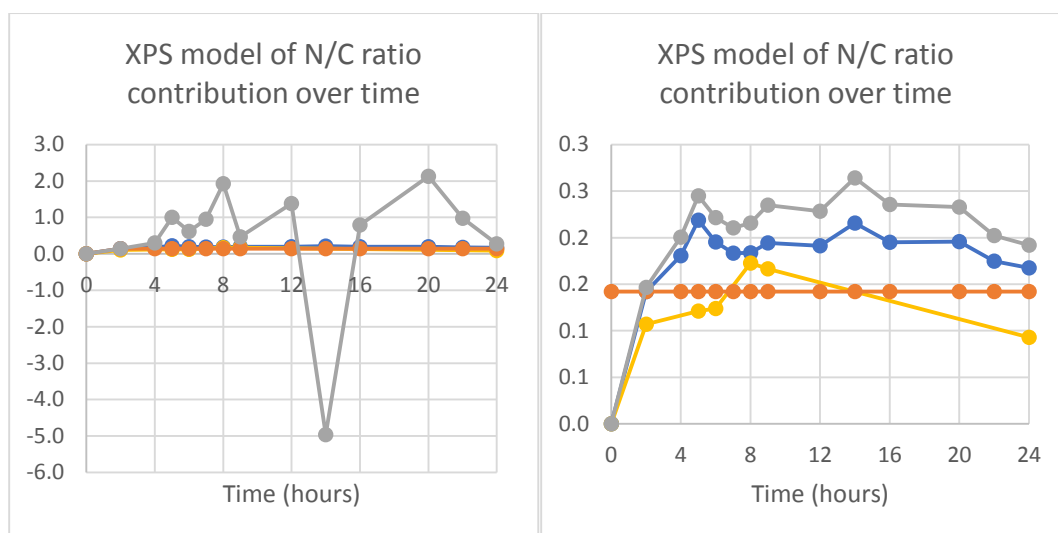 XPS model of N/C ratio
contribution over time
3.0
2.0
1.0
0.0
-1.0
-2.0
-3.0
-4.0
-5.0
-6.0
0 4 8 12 16 20 24
Time (hours)
XPS model of N/C ratio
contribution over time
0.3
0.3
0.2
0.2
0.1
0.1
0.0
0 4 8 12 16 20 24
Time (hours)